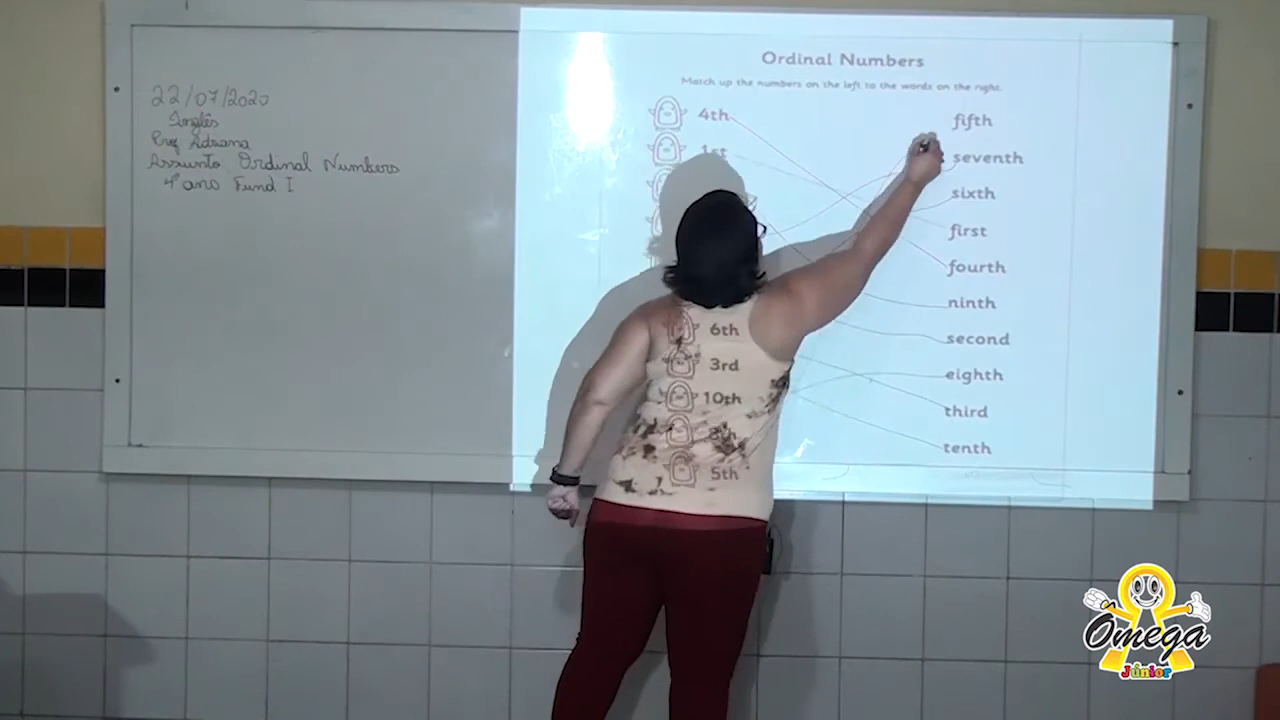 22/07/2020
Inglês
Prof Adriana
Assunto: Ordinal Numbers
4º ano Fund I
Ordinal Numbers
Match up the numbers on the left to the words on the right.
4th
fifth
1st
seventh
sixth
first
fourth
ninth
6th
second
3rd
eighth
10th
third
8th
tenth
5th
Ômega
Júnior